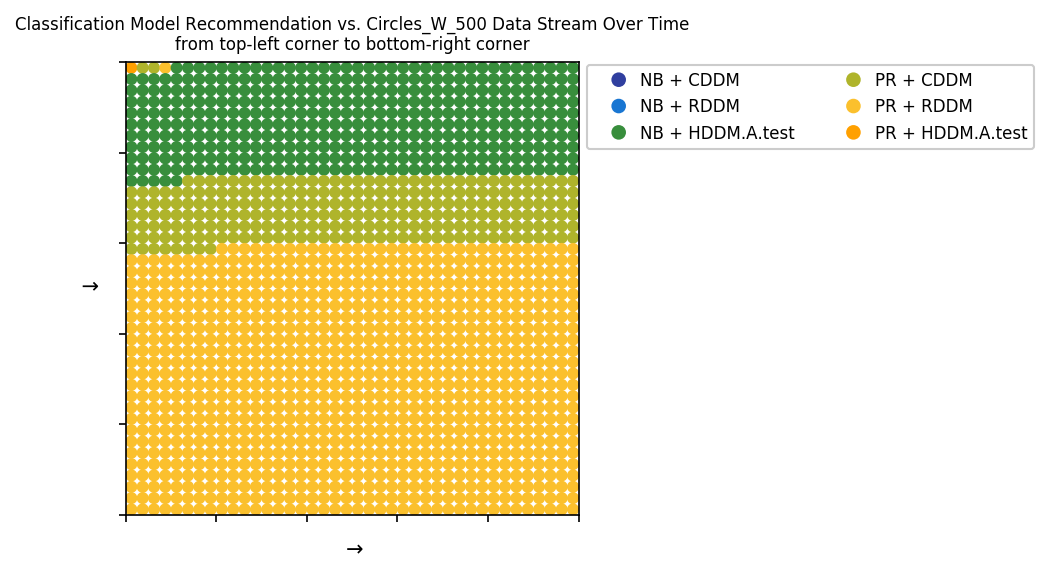 Classification Model Recommendation vs. Circles_W_500 Data Stream Over Time
from top-left corner to bottom-right corner
NB + CDDM
NB + RDDM
NB + HDDM.A.test
PR + CDDM
PR + RDDM
PR + HDDM.A.test
→
→